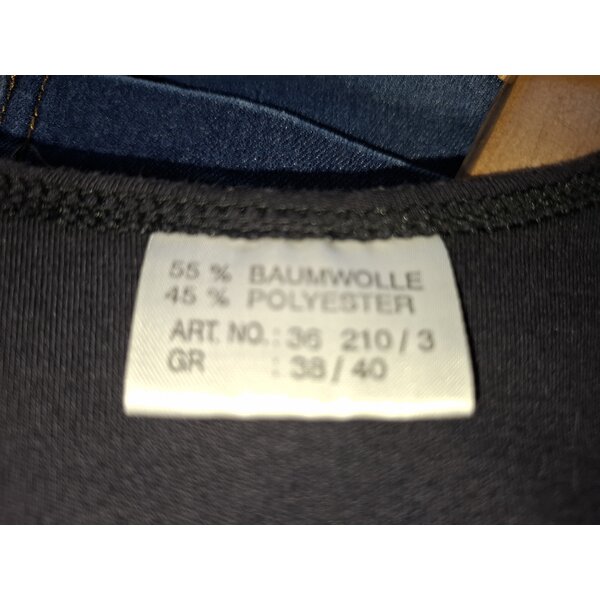 55 % BAUMWOLLE
45 % POLYESTER
ART. NO.: 36 210 / 3
GR : 38 / 40